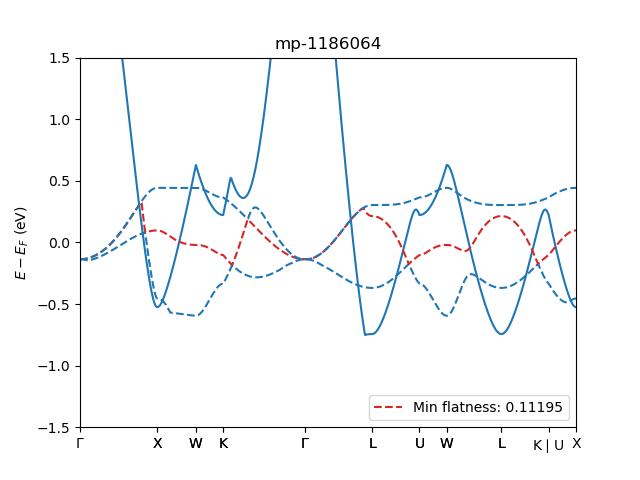 mp-1186064
1.5
1.0
0.5
0.0
−0.5
−1.0
−1.5
E − E_F (eV)
Min flatness: 0.11195
Γ X W K Γ L U W L K | U X